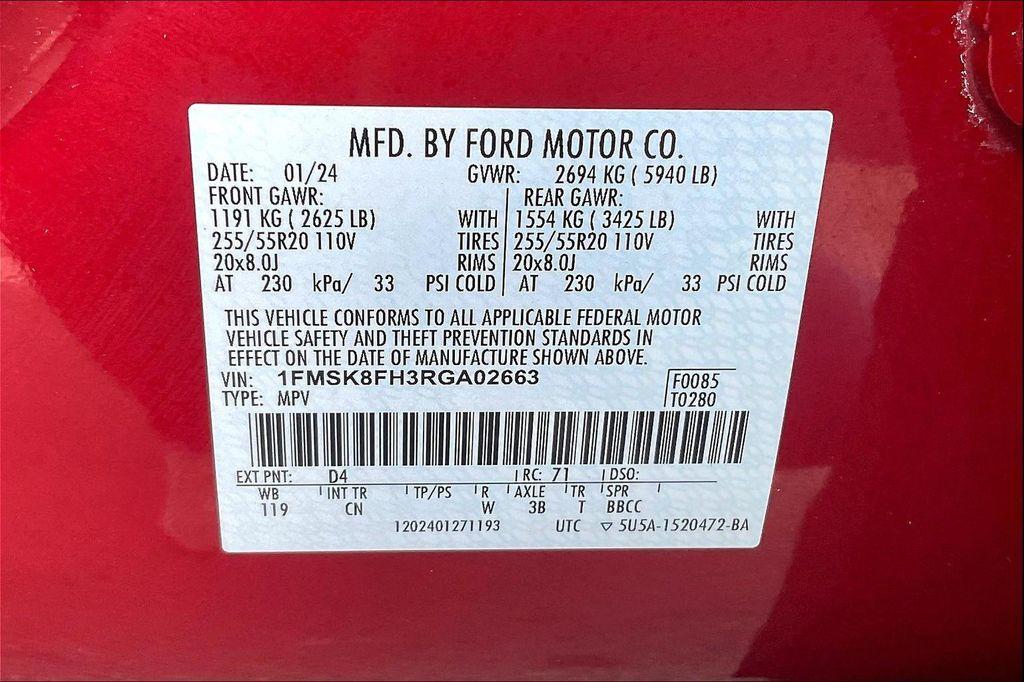 MFD. BY FORD MOTOR CO.
DATE: 01/24 GVWR: 2694 KG ( 5940 LB)
FRONT GAWR: REAR GAWR:
1191 KG ( 2625 LB) WITH 1554 KG ( 3425 LB) WITH
255/55R20 110V TIRES 255/55R20 110V TIRES
20x8.0J RIMS 20x8.0J RIMS
AT 230 kPa/ 33 PSI COLD AT 230 kPa/ 33 PSI COLD
THIS VEHICLE CONFORMS TO ALL APPLICABLE FEDERAL MOTOR
VEHICLE SAFETY AND THEFT PREVENTION STANDARDS IN
EFFECT ON THE DATE OF MANUFACTURE SHOWN ABOVE.
VIN: 1FMSK8FH3RGA02663 F0085
TYPE: MPV T0280
EXT PNT: D4 RC: 71 DSO:
WB INT TR TP/PS R AXLE TR SPR
119 CN W 3B T BBCC
1202401271193 UTC ▽ 5U5A-1520472-BA